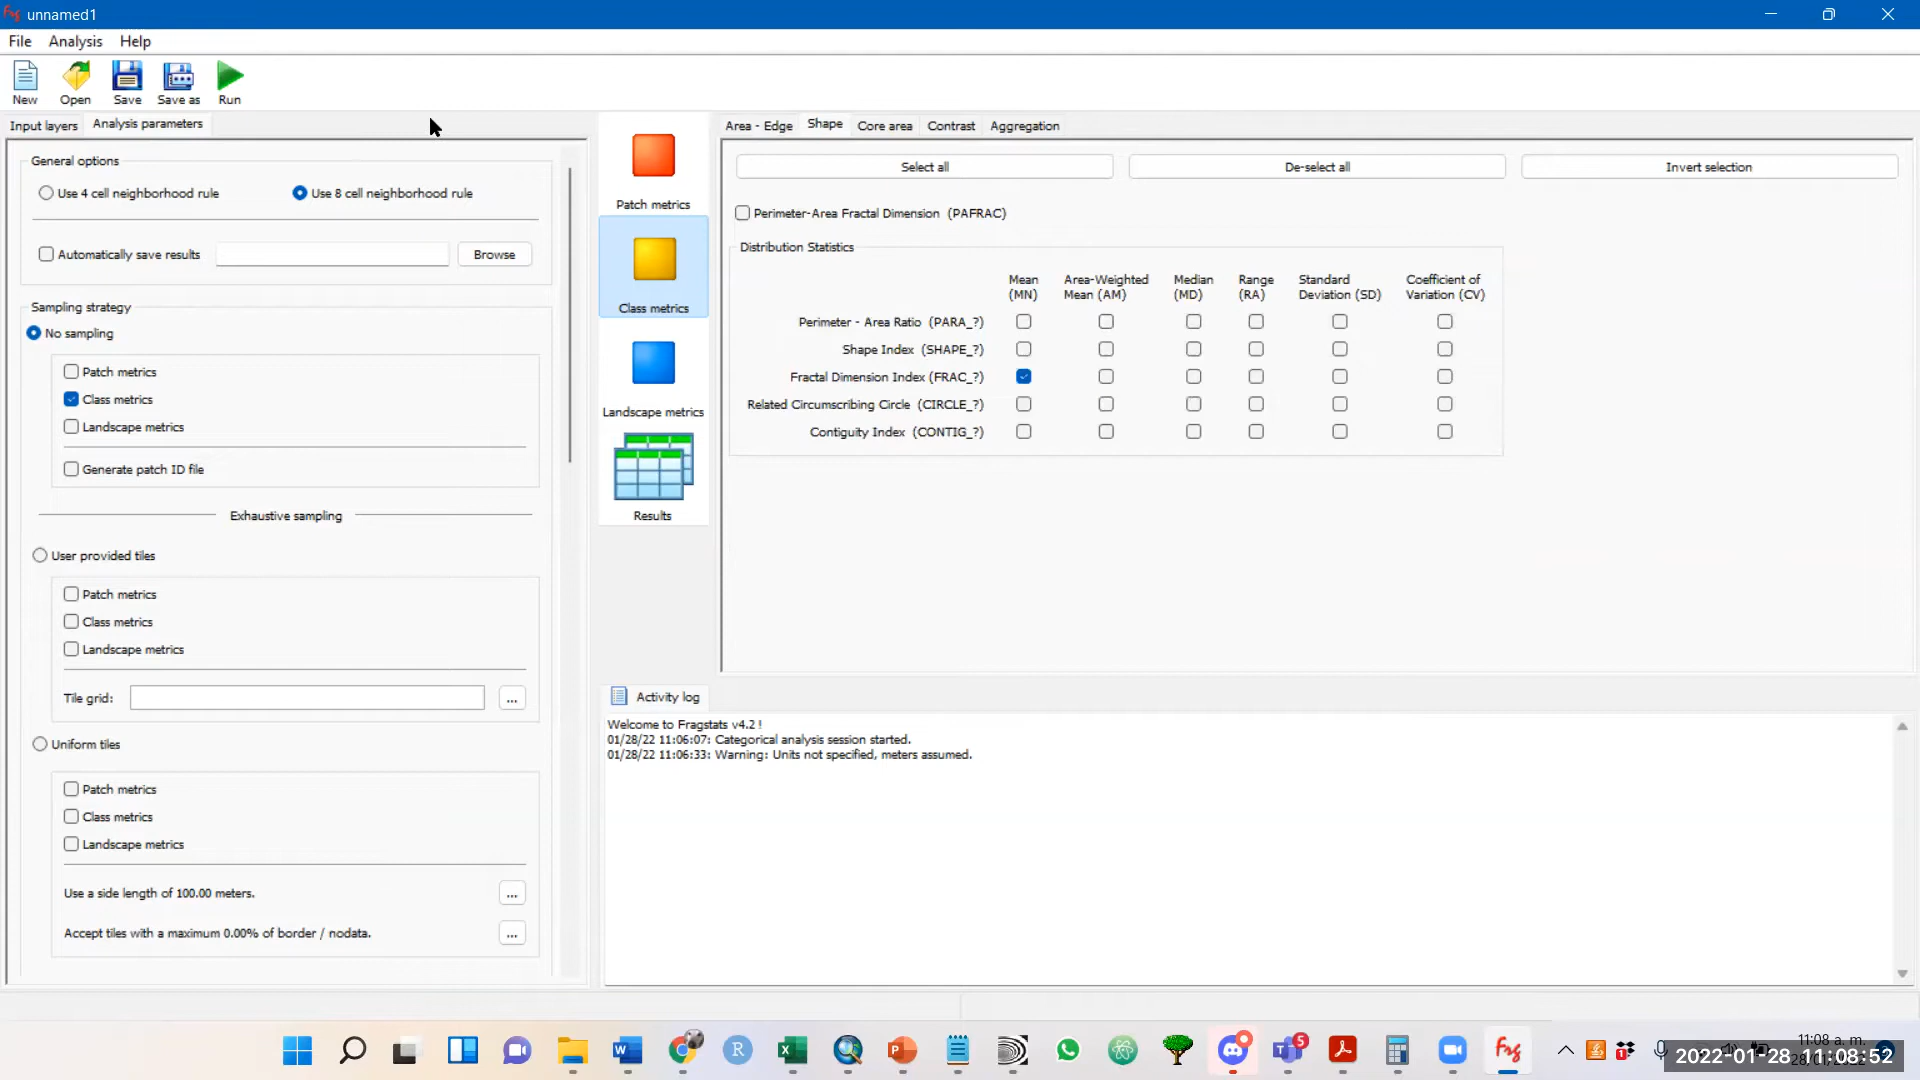 unnamed1
File Analysis Help
New Open Save Save as Run
Input layers Analysis parameters
General options
Use 4 cell neighborhood rule Use 8 cell neighborhood rule
Automatically save results Browse
Sampling strategy
No sampling
Patch metrics
Class metrics
Landscape metrics
Generate patch ID file
Exhaustive sampling
User provided tiles
Patch metrics
Class metrics
Landscape metrics
Tile grid: ...
Uniform tiles
Patch metrics
Class metrics
Landscape metrics
Use a side length of 100.00 meters. ...
Accept tiles with a maximum 0.00% of border / nodata. ...
Patch metrics
Class metrics
Landscape metrics
Results
Area - Edge Shape Core area Contrast Aggregation
Select all De-select all Invert selection
Perimeter-Area Fractal Dimension (PAFRAC)
Distribution Statistics
Mean (MN) Area-Weighted Mean (AM) Median (MD) Range (RA) Standard Deviation (SD) Coefficient of Variation (CV)
Perimeter - Area Ratio (PARA_?)
Shape Index (SHAPE_?)
Fractal Dimension Index (FRAC_?)
Related Circumscribing Circle (CIRCLE_?)
Contiguity Index (CONTIG_?)
Activity log
Welcome to Fragstats v4.2 !
01/28/22 11:06:07: Categorical analysis session started.
01/28/22 11:06:33: Warning: Units not specified, meters assumed.
11:08 a. m.
2022-01-28 11:08:52